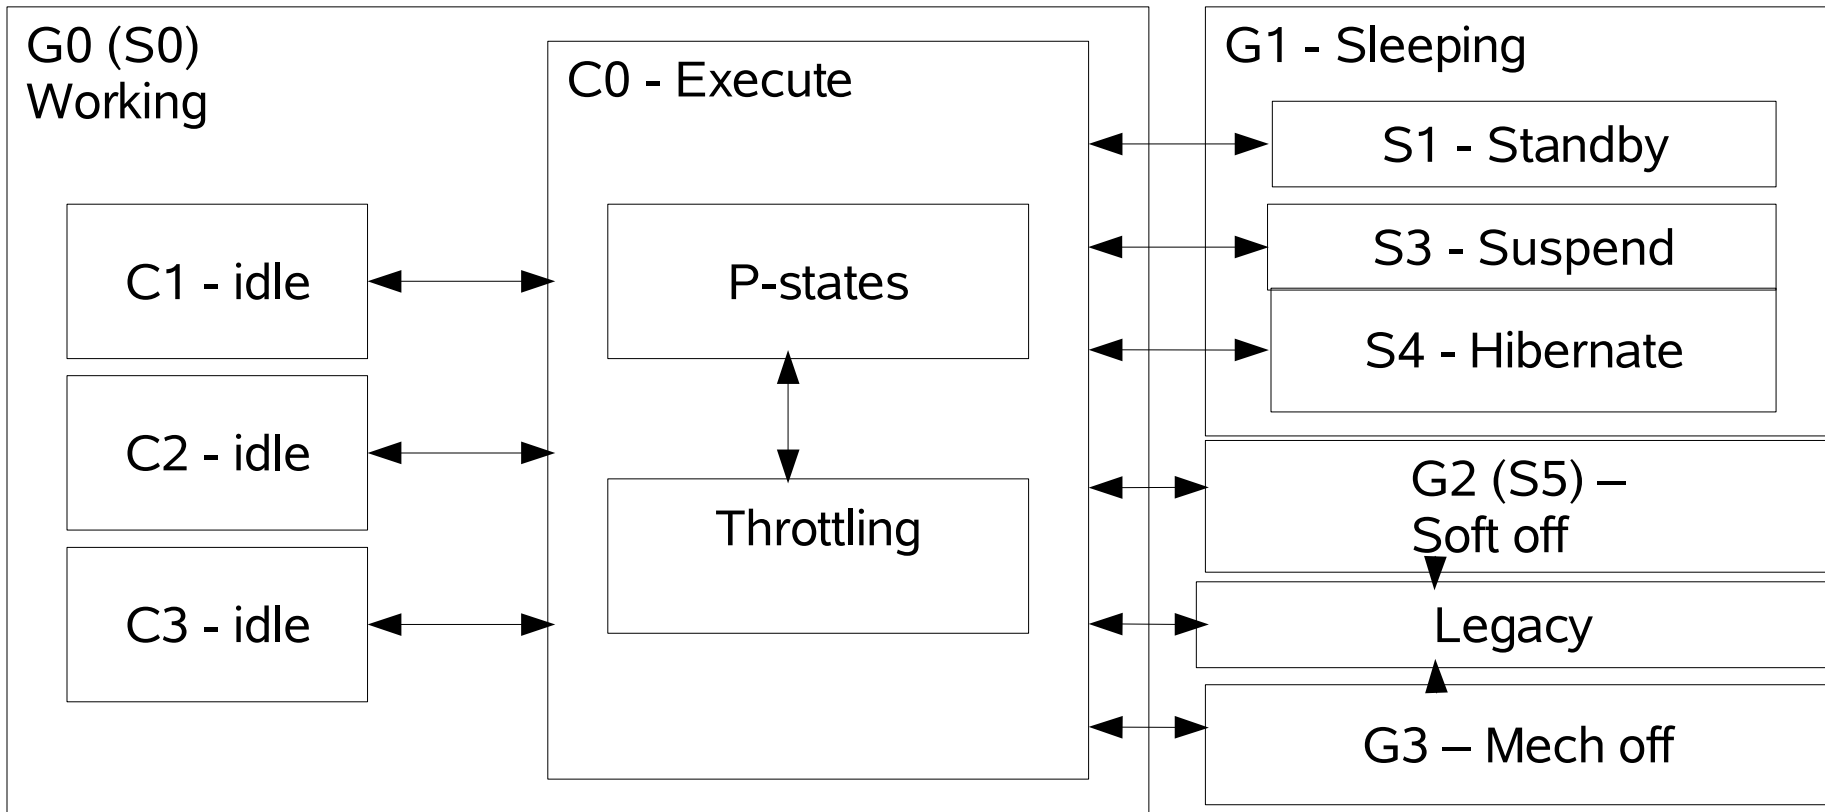 G0 (S0)
Working
C0 - Execute
C1 - idle
C2 - idle
C3 - idle
P-states
Throttling
G1 - Sleeping
S1 - Standby
S3 - Suspend
S4 - Hibernate
G2 (S5) –
Soft off
Legacy
G3 – Mech off